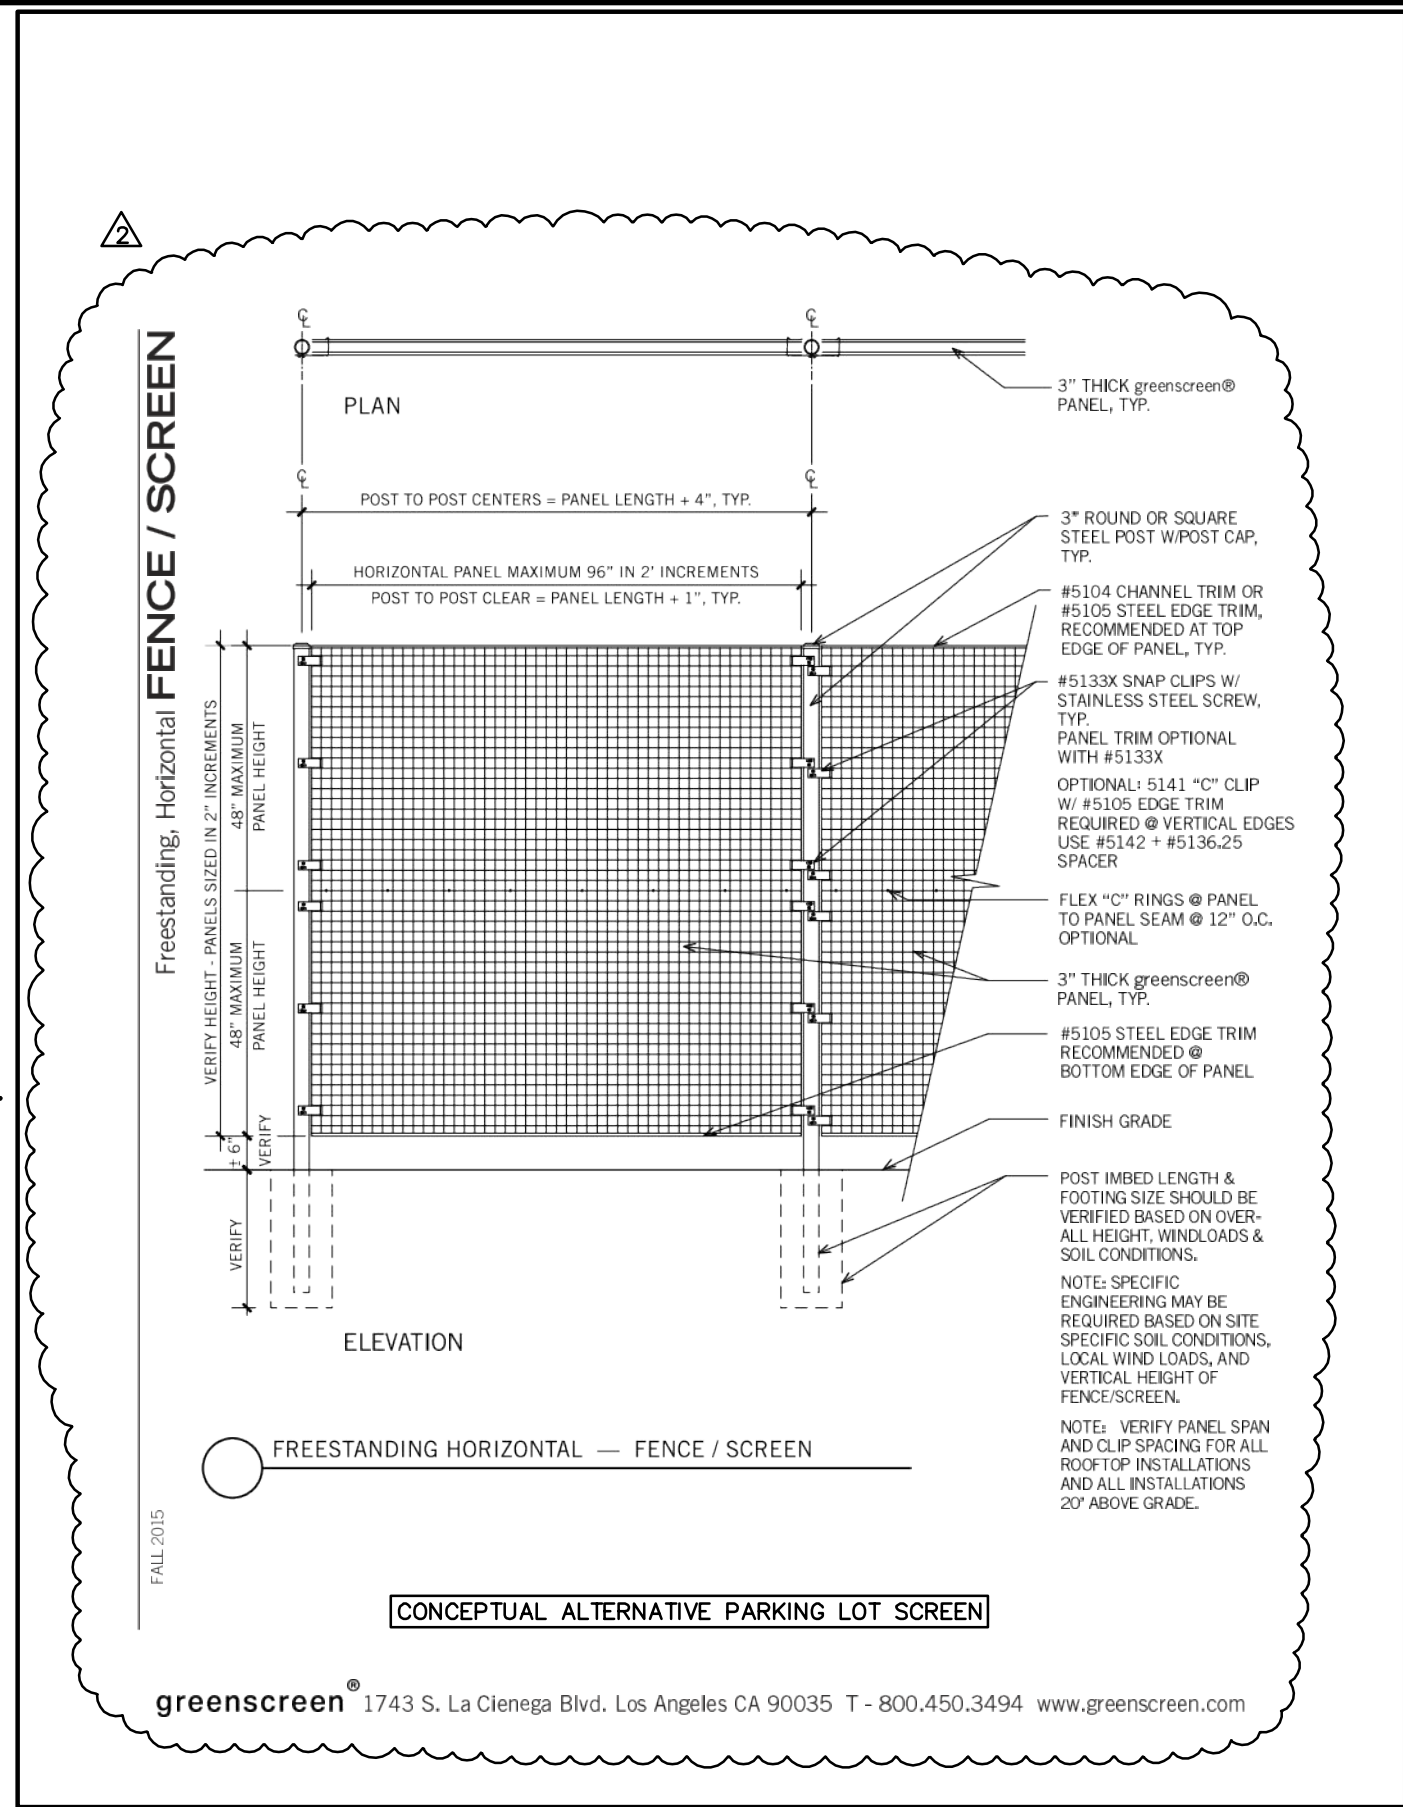 2
Freestanding, Horizontal FENCE / SCREEN
FALL 2015
℄
℄
PLAN
3" THICK greenscreen®
PANEL, TYP.
℄
℄
POST TO POST CENTERS = PANEL LENGTH + 4", TYP.
HORIZONTAL PANEL MAXIMUM 96" IN 2' INCREMENTS
POST TO POST CLEAR = PANEL LENGTH + 1", TYP.
VERIFY HEIGHT - PANELS SIZED IN 2" INCREMENTS
48" MAXIMUM
PANEL HEIGHT
48" MAXIMUM
PANEL HEIGHT
± 6"
VERIFY
VERIFY
3" ROUND OR SQUARE
STEEL POST W/POST CAP,
TYP.
#5104 CHANNEL TRIM OR
#5105 STEEL EDGE TRIM,
RECOMMENDED AT TOP
EDGE OF PANEL, TYP.
#5133X SNAP CLIPS W/
STAINLESS STEEL SCREW,
TYP.
PANEL TRIM OPTIONAL
WITH #5133X
OPTIONAL: 5141 "C" CLIP
W/ #5105 EDGE TRIM
REQUIRED @ VERTICAL EDGES
USE #5142 + #5136.25
SPACER
FLEX "C" RINGS @ PANEL
TO PANEL SEAM @ 12" O.C.
OPTIONAL
3" THICK greenscreen®
PANEL, TYP.
#5105 STEEL EDGE TRIM
RECOMMENDED @
BOTTOM EDGE OF PANEL
FINISH GRADE
POST IMBED LENGTH &
FOOTING SIZE SHOULD BE
VERIFIED BASED ON OVER-
ALL HEIGHT, WINDLOADS &
SOIL CONDITIONS.
NOTE: SPECIFIC
ENGINEERING MAY BE
REQUIRED BASED ON SITE
SPECIFIC SOIL CONDITIONS,
LOCAL WIND LOADS, AND
VERTICAL HEIGHT OF
FENCE/SCREEN.
NOTE: VERIFY PANEL SPAN
AND CLIP SPACING FOR ALL
ROOFTOP INSTALLATIONS
AND ALL INSTALLATIONS
20' ABOVE GRADE.
ELEVATION
FREESTANDING HORIZONTAL — FENCE / SCREEN
CONCEPTUAL ALTERNATIVE PARKING LOT SCREEN
greenscreen® 1743 S. La Cienega Blvd. Los Angeles CA 90035 T - 800.450.3494 www.greenscreen.com